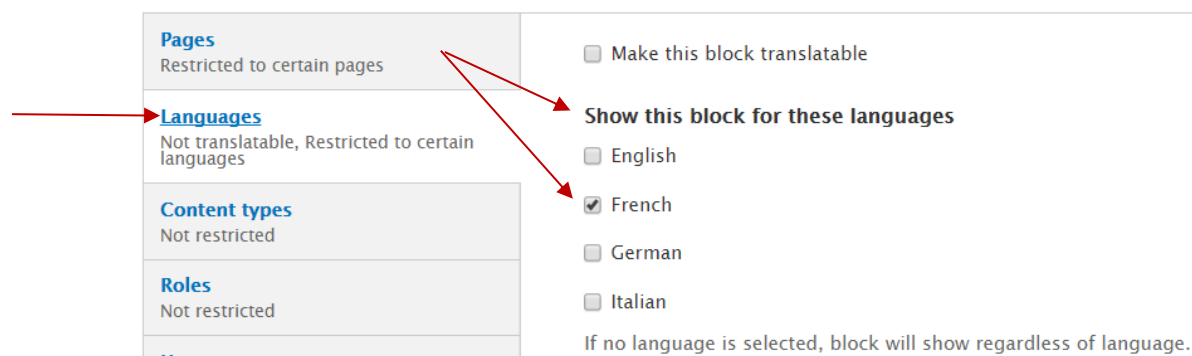 Pages
Restricted to certain pages
Languages
Not translatable, Restricted to certain
languages
Content types
Not restricted
Roles
Not restricted
Make this block translatable
Show this block for these languages
English
French
German
Italian
If no language is selected, block will show regardless of language.